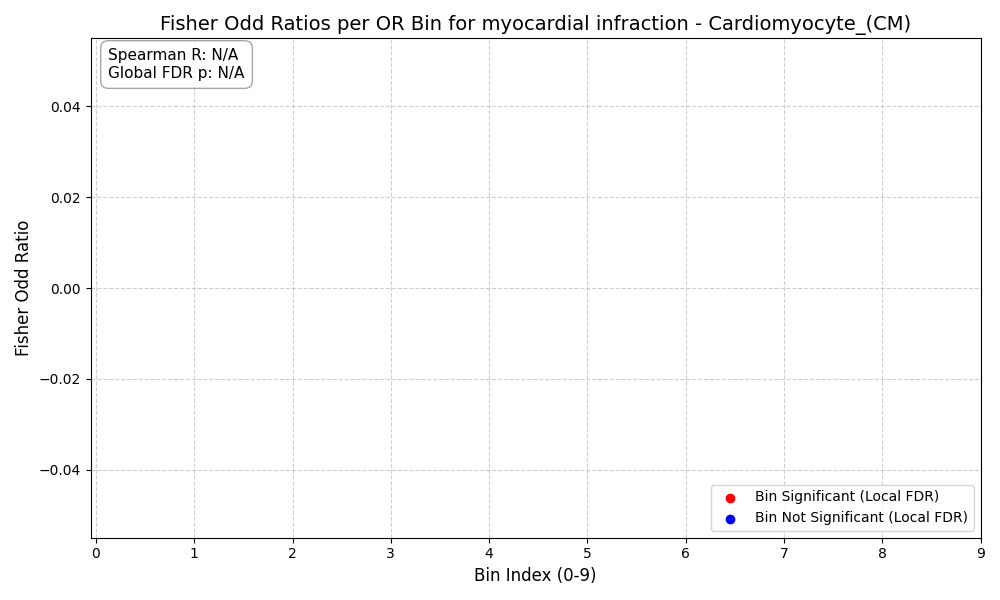 Fisher Odd Ratios per OR Bin for myocardial infraction - Cardiomyocyte_(CM)
Spearman R: N/A
Global FDR p: N/A
Fisher Odd Ratio
0.04
0.02
0.00
−0.02
−0.04
Bin Significant (Local FDR)
Bin Not Significant (Local FDR)
0 1 2 3 4 5 6 7 8 9
Bin Index (0-9)